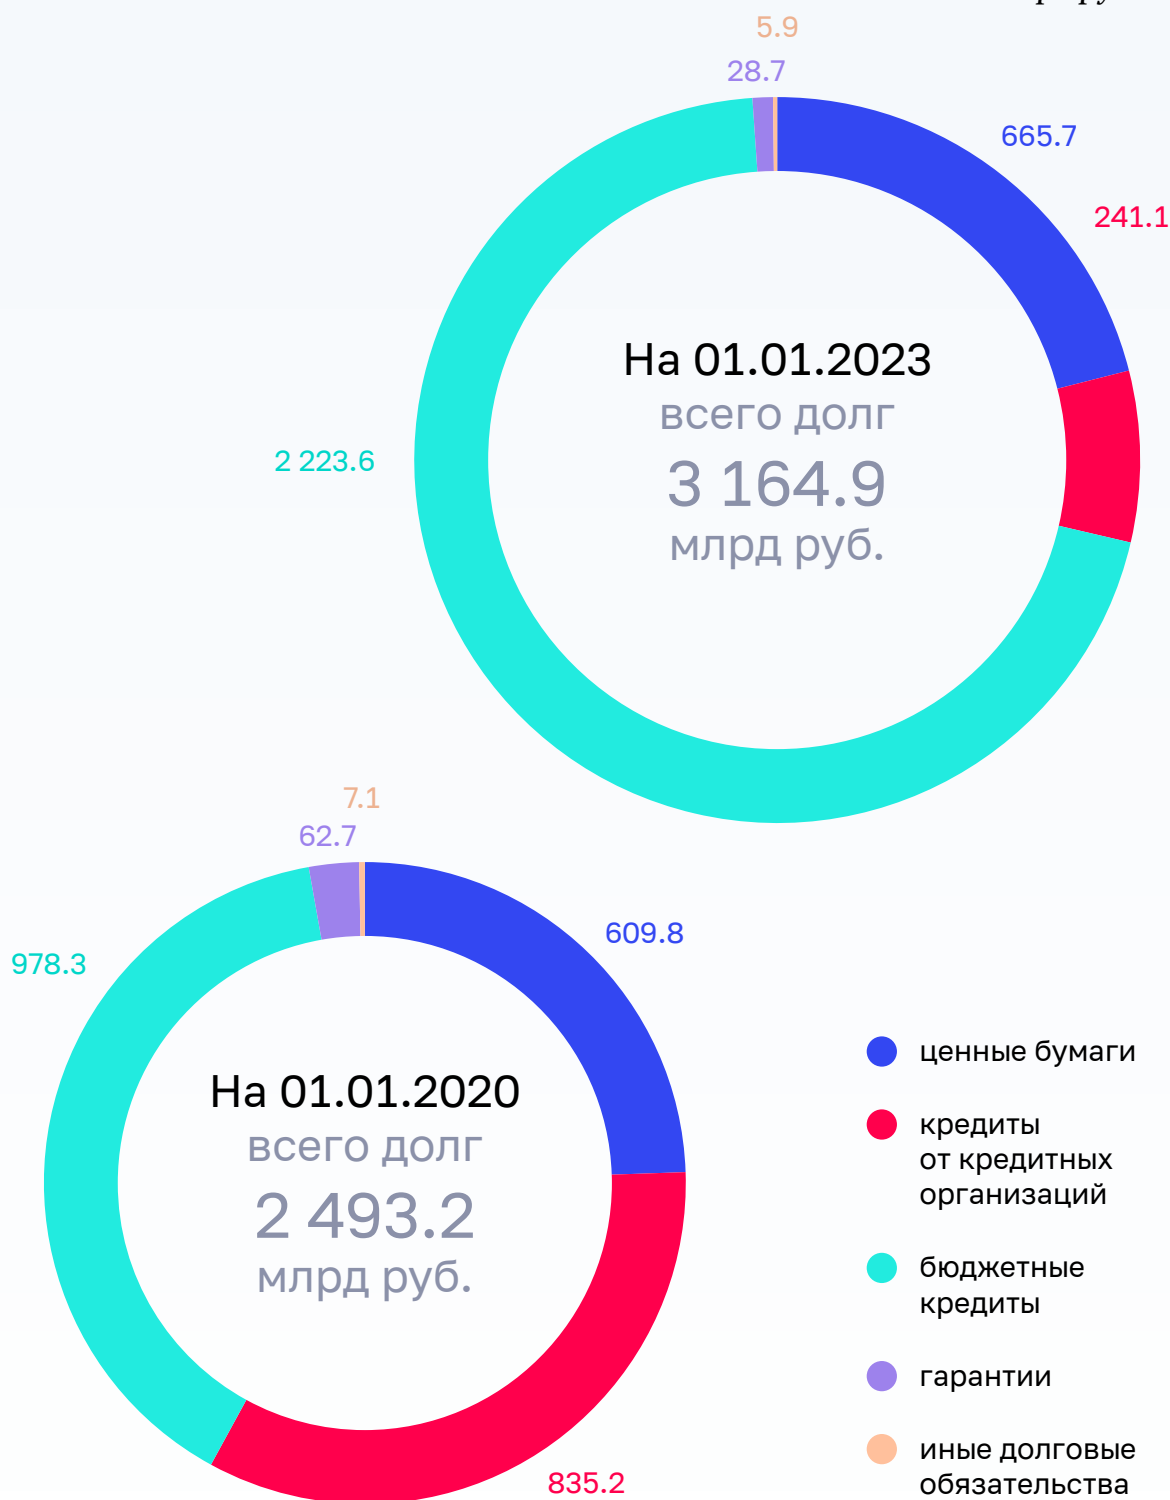 5.9
28.7
665.7
241.1
На 01.01.2023
всего долг
3 164.9
млрд руб.
2 223.6
7.1
62.7
609.8
978.3
На 01.01.2020
всего долг
2 493.2
млрд руб.
835.2
ценные бумаги
кредиты
от кредитных
организаций
бюджетные
кредиты
гарантии
иные долговые
обязательства